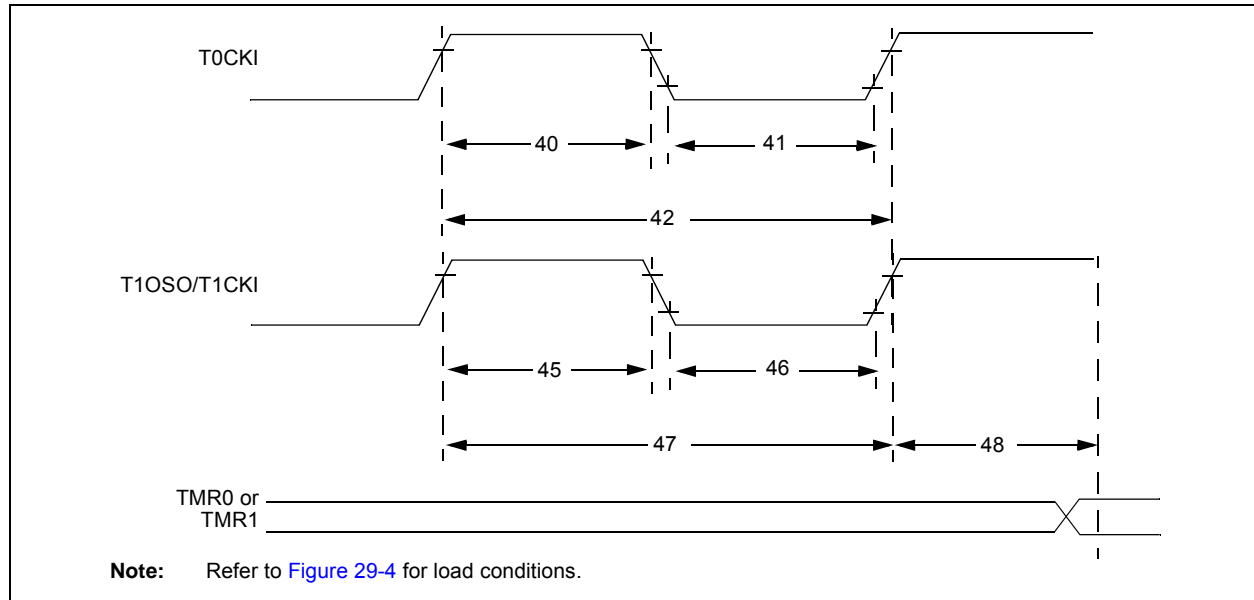 T0CKI
40
41
42
T1OSO/T1CKI
45
46
47
48
TMR0 or
TMR1
Note: Refer to Figure 29-4 for load conditions.